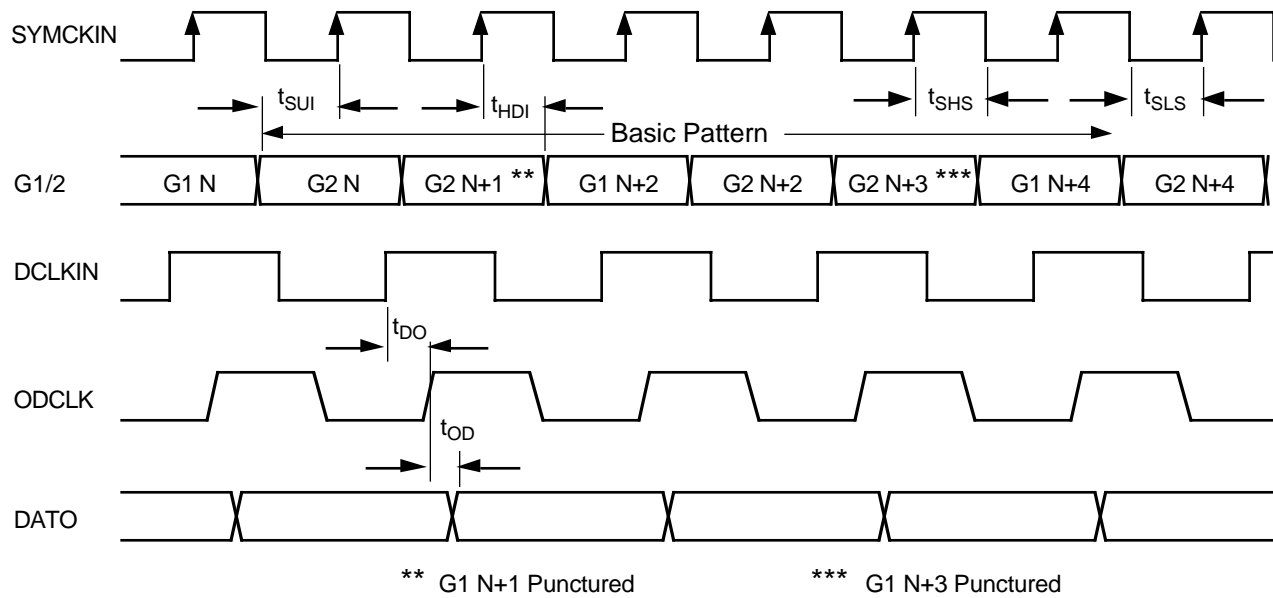 SYMCKIN
tSUI tHDI tSHS tSLS
Basic Pattern
G1/2 G1 N G2 N G2 N+1 ** G1 N+2 G2 N+2 G2 N+3 *** G1 N+4 G2 N+4
DCLKIN
tDO
ODCLK
tOD
DATO
** G1 N+1 Punctured *** G1 N+3 Punctured